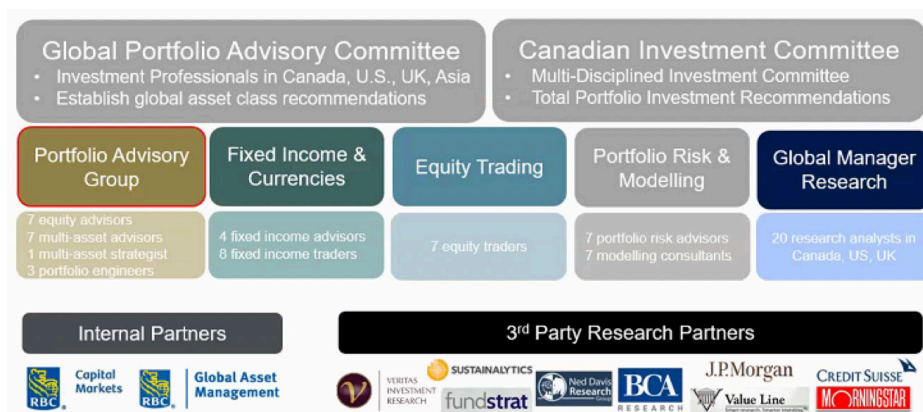 Global Portfolio Advisory Committee
• Investment Professionals in Canada, U.S., UK, Asia
• Establish global asset class recommendations
Canadian Investment Committee
• Multi-Disciplined Investment Committee
• Total Portfolio Investment Recommendations
Portfolio Advisory
Group
Fixed Income &
Currencies
Equity Trading
Portfolio Risk &
Modelling
Global Manager
Research
7 equity advisors
7 multi-asset advisors
1 multi-asset strategist
3 portfolio engineers
4 fixed income advisors
8 fixed income traders
7 equity traders
7 portfolio risk advisors
7 modelling consultants
20 research analysts in
Canada, US, UK
Internal Partners
3rd Party Research Partners
RBC
Capital
Markets
RBC
Global Asset
Management
V
VERITAS
INVESTMENT
RESEARCH
SUSTAINALYTICS
fundstrat
Ned Davis
Research
Group
BCA
RESEARCH
J.P.Morgan
Value Line
CREDIT SUISSE
MORNINGSTAR